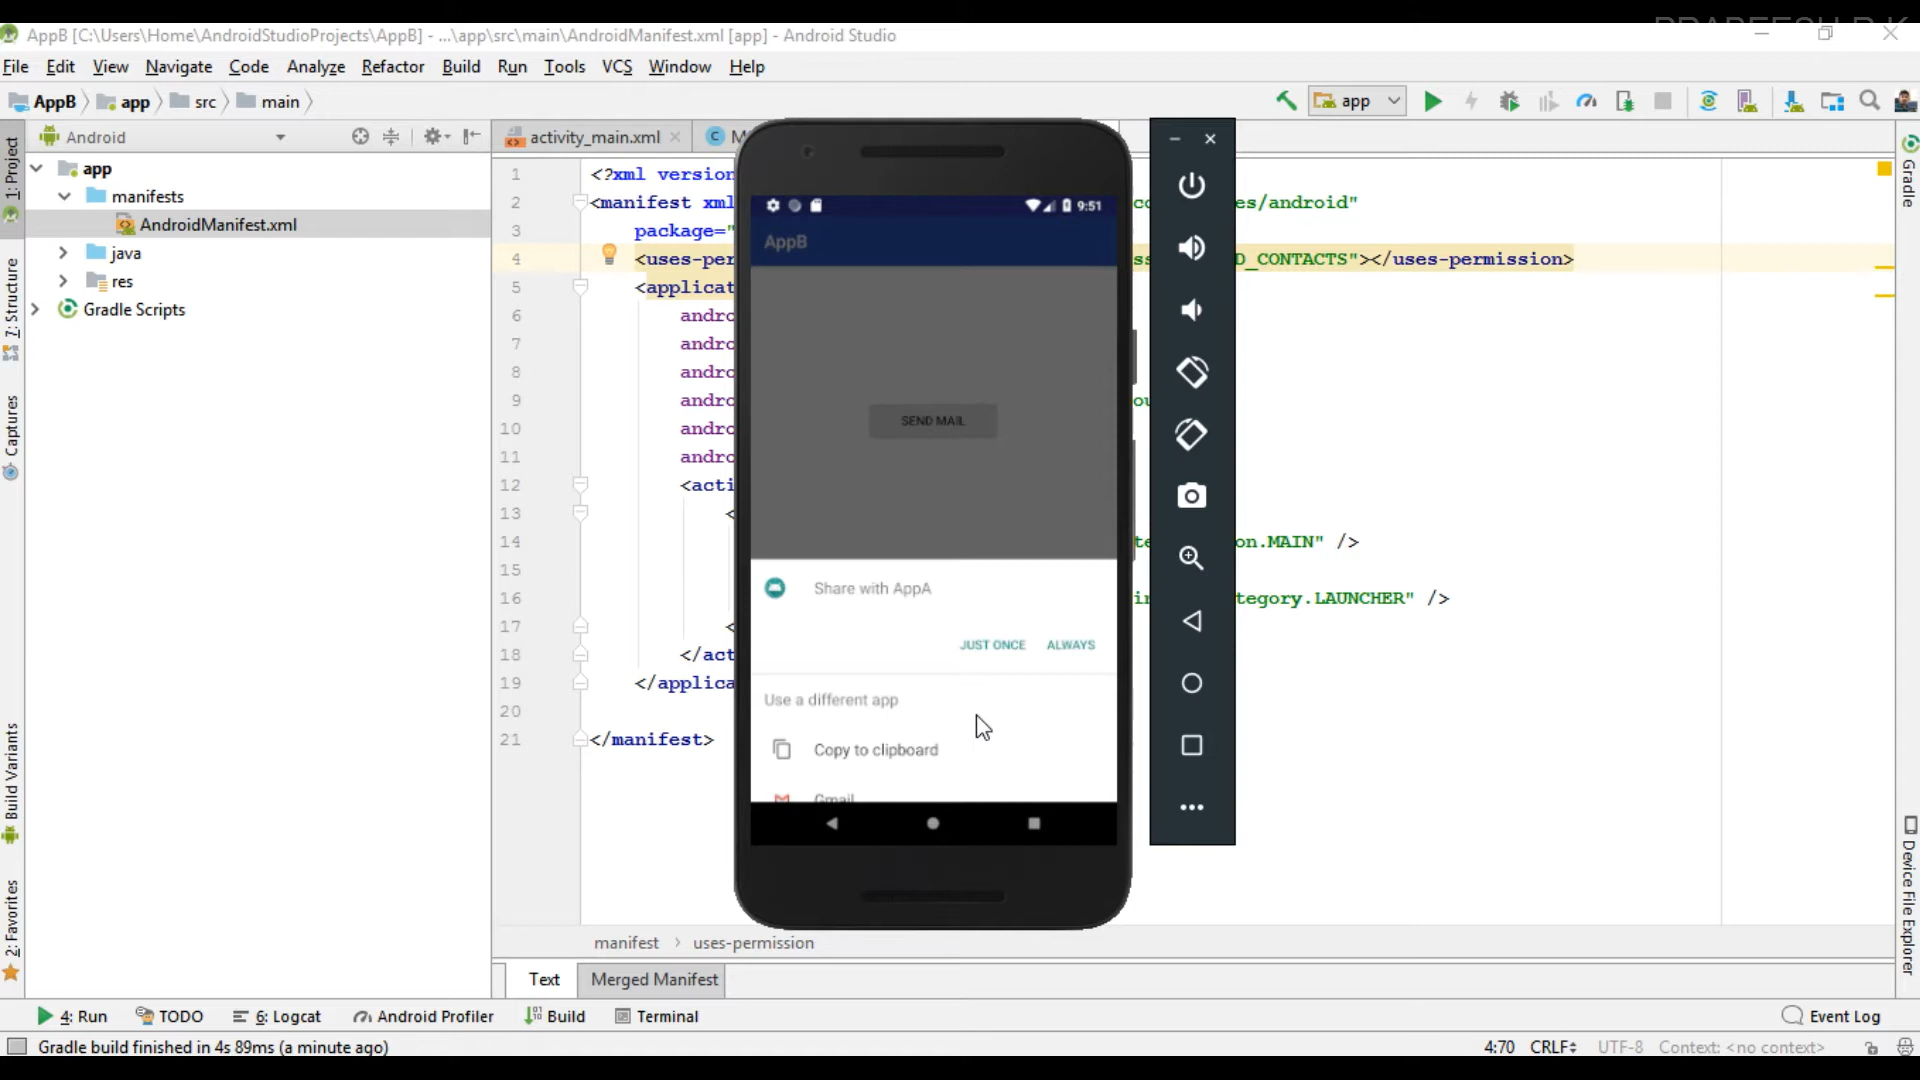 AppB [C:\Users\Home\AndroidStudioProjects\AppB] - ...\app\src\main\AndroidManifest.xml [app] - Android Studio
File Edit View Navigate Code Analyze Refactor Build Run Tools VCS Window Help
AppB app src main
app
Android
activity_main.xml
1: Project
7: Structure
Captures
Build Variants
2: Favorites
app
manifests
AndroidManifest.xml
java
res
Gradle Scripts
1 <?xml version
2 <manifest xml es/android"
3 package="
4 <uses-per D_CONTACTS"></uses-permission>
5 <applicat
6 andro
7 andro
8 andro
9 andro
10 andro
11 andro
12 <acti
13 <
14 on.MAIN" />
15
16 tegory.LAUNCHER" />
17 <
18 </act
19 </applica
20
21 </manifest>
9:51
AppB
SEND MAIL
Share with AppA
JUST ONCE ALWAYS
Use a different app
Copy to clipboard
Gmail
manifest uses-permission
Text Merged Manifest
Gradle
Device File Explorer
4: Run TODO 6: Logcat Android Profiler Build Terminal Event Log
Gradle build finished in 4s 89ms (a minute ago) 4:70 CRLF UTF-8 Context: <no context>